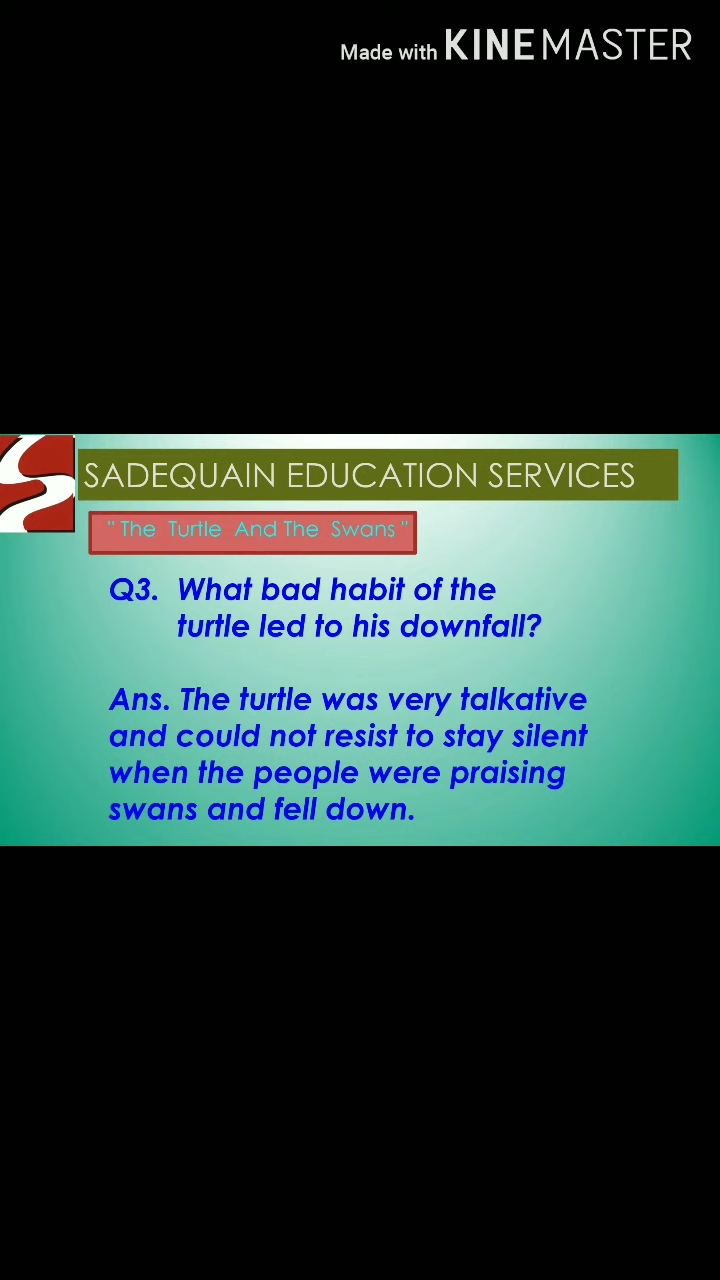 Made with KINEMASTER
SADEQUAIN EDUCATION SERVICES
" The Turtle And The Swans "
Q3. What bad habit of the
turtle led to his downfall?
Ans. The turtle was very talkative
and could not resist to stay silent
when the people were praising
swans and fell down.